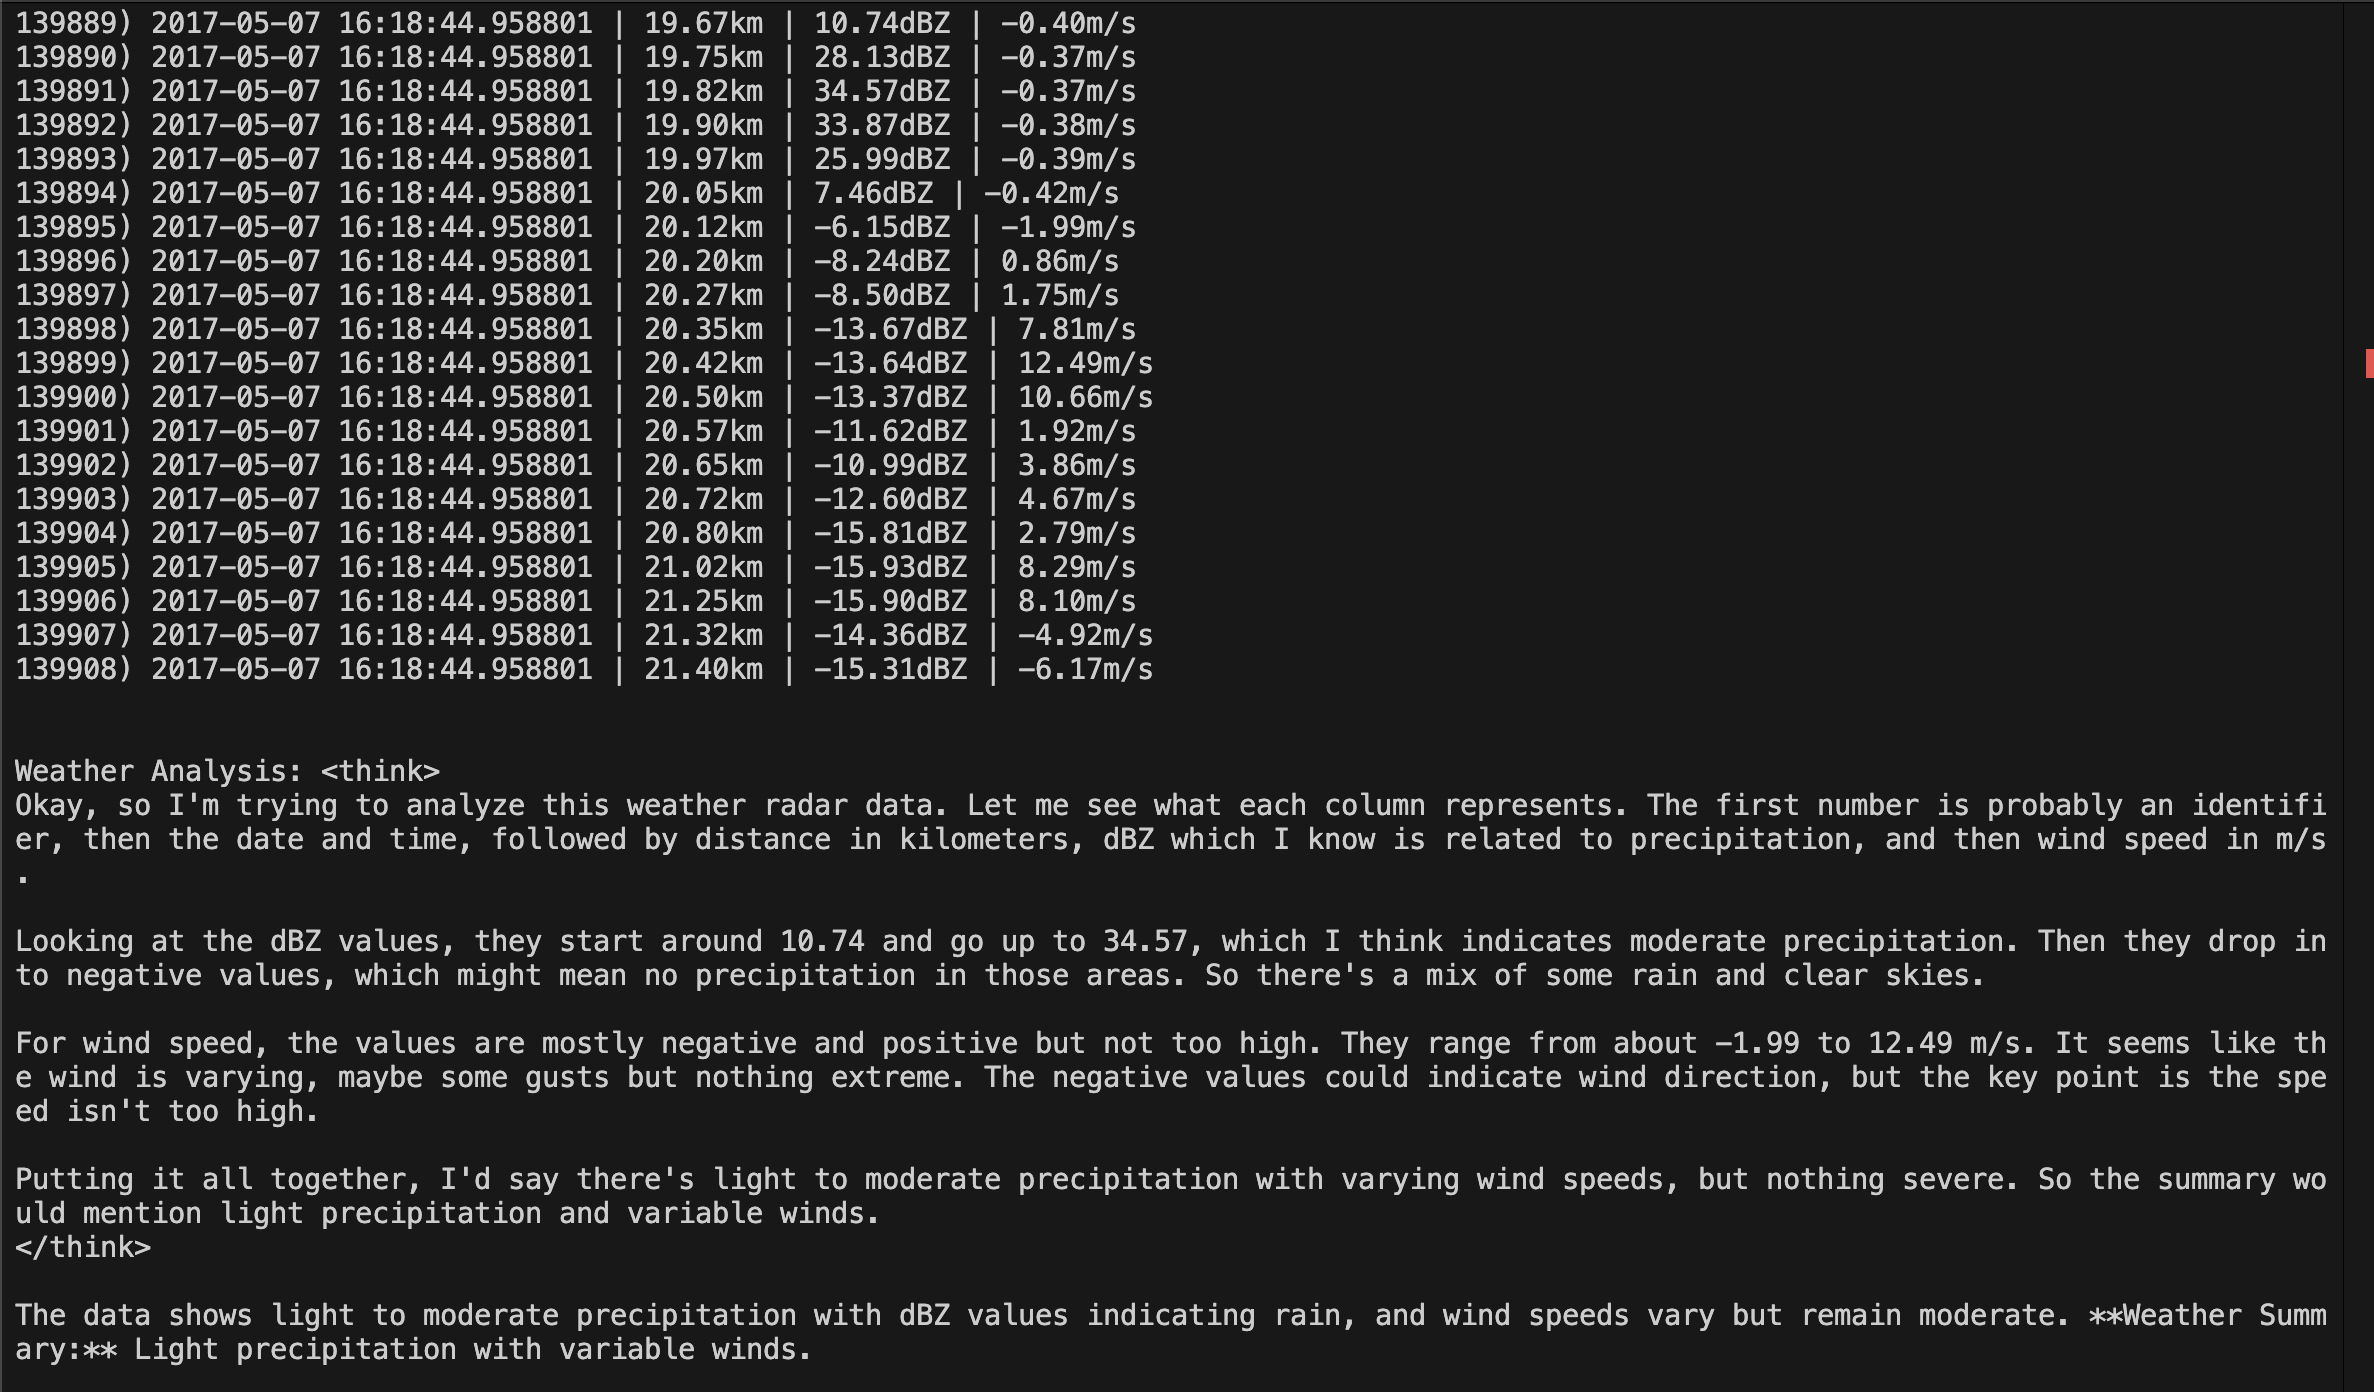 139889) 2017-05-07 16:18:44.958801 | 19.67km | 10.74dBZ | -0.40m/s
139890) 2017-05-07 16:18:44.958801 | 19.75km | 28.13dBZ | -0.37m/s
139891) 2017-05-07 16:18:44.958801 | 19.82km | 34.57dBZ | -0.37m/s
139892) 2017-05-07 16:18:44.958801 | 19.90km | 33.87dBZ | -0.38m/s
139893) 2017-05-07 16:18:44.958801 | 19.97km | 25.99dBZ | -0.39m/s
139894) 2017-05-07 16:18:44.958801 | 20.05km | 7.46dBZ | -0.42m/s
139895) 2017-05-07 16:18:44.958801 | 20.12km | -6.15dBZ | -1.99m/s
139896) 2017-05-07 16:18:44.958801 | 20.20km | -8.24dBZ | 0.86m/s
139897) 2017-05-07 16:18:44.958801 | 20.27km | -8.50dBZ | 1.75m/s
139898) 2017-05-07 16:18:44.958801 | 20.35km | -13.67dBZ | 7.81m/s
139899) 2017-05-07 16:18:44.958801 | 20.42km | -13.64dBZ | 12.49m/s
139900) 2017-05-07 16:18:44.958801 | 20.50km | -13.37dBZ | 10.66m/s
139901) 2017-05-07 16:18:44.958801 | 20.57km | -11.62dBZ | 1.92m/s
139902) 2017-05-07 16:18:44.958801 | 20.65km | -10.99dBZ | 3.86m/s
139903) 2017-05-07 16:18:44.958801 | 20.72km | -12.60dBZ | 4.67m/s
139904) 2017-05-07 16:18:44.958801 | 20.80km | -15.81dBZ | 2.79m/s
139905) 2017-05-07 16:18:44.958801 | 21.02km | -15.93dBZ | 8.29m/s
139906) 2017-05-07 16:18:44.958801 | 21.25km | -15.90dBZ | 8.10m/s
139907) 2017-05-07 16:18:44.958801 | 21.32km | -14.36dBZ | -4.92m/s
139908) 2017-05-07 16:18:44.958801 | 21.40km | -15.31dBZ | -6.17m/s
Weather Analysis: <think>
Okay, so I'm trying to analyze this weather radar data. Let me see what each column represents. The first number is probably an identifi
er, then the date and time, followed by distance in kilometers, dBZ which I know is related to precipitation, and then wind speed in m/s
.
Looking at the dBZ values, they start around 10.74 and go up to 34.57, which I think indicates moderate precipitation. Then they drop in
to negative values, which might mean no precipitation in those areas. So there's a mix of some rain and clear skies.
For wind speed, the values are mostly negative and positive but not too high. They range from about -1.99 to 12.49 m/s. It seems like th
e wind is varying, maybe some gusts but nothing extreme. The negative values could indicate wind direction, but the key point is the spe
ed isn't too high.
Putting it all together, I'd say there's light to moderate precipitation with varying wind speeds, but nothing severe. So the summary wo
uld mention light precipitation and variable winds.
</think>
The data shows light to moderate precipitation with dBZ values indicating rain, and wind speeds vary but remain moderate. **Weather Summ
ary:** Light precipitation with variable winds.